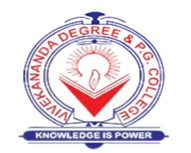 VIVEKANANDA DEGREE & P.G. COLLEGE
KNOWLEDGE IS POWER